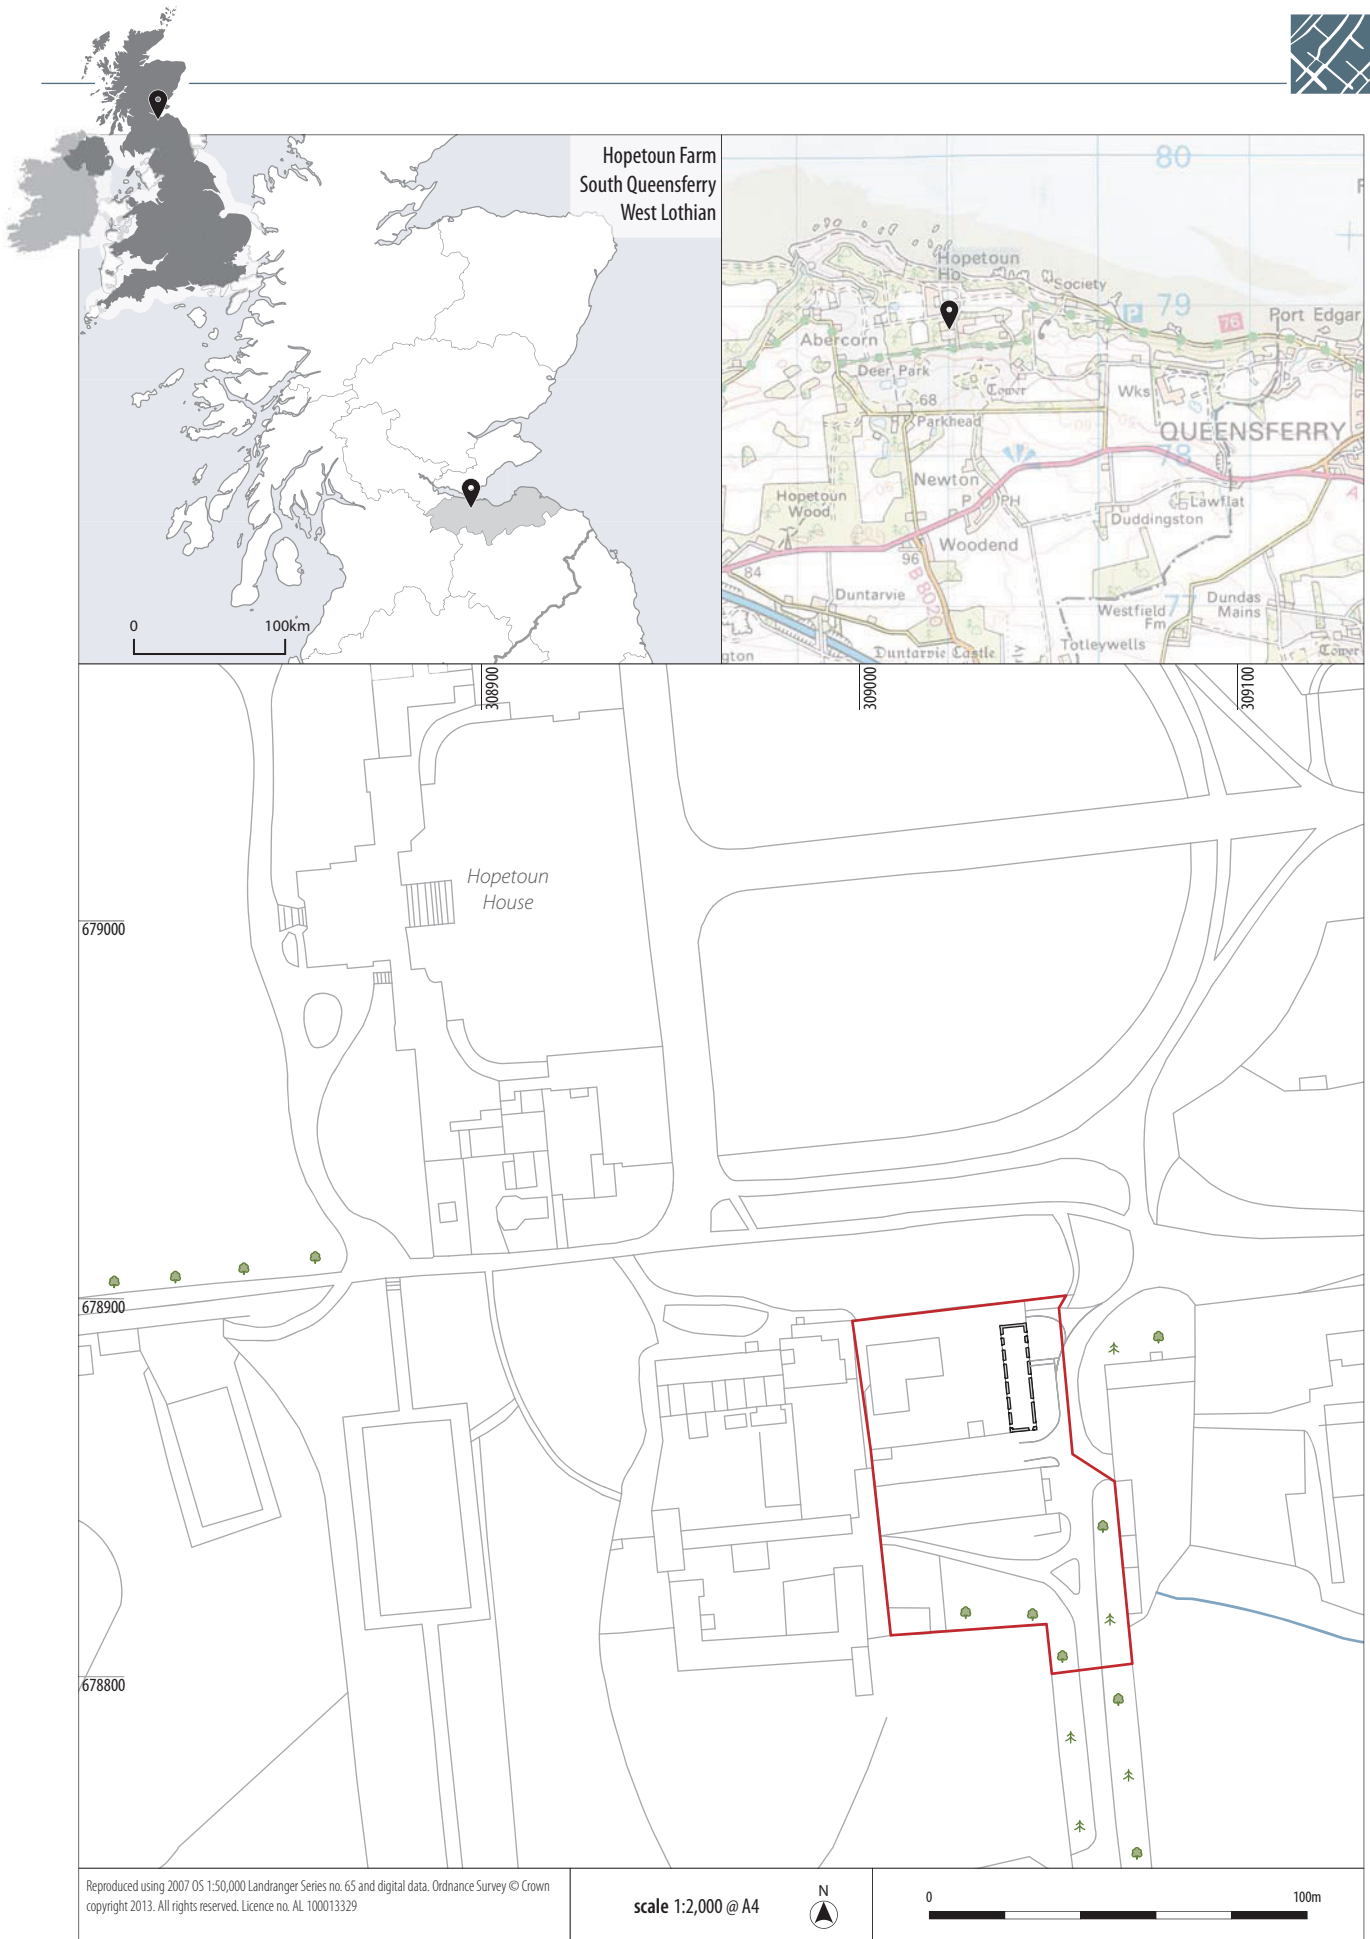 Hopetoun Farm
South Queensferry
West Lothian
0 100km
80
Hopetoun
Ho
Society
P
79
76
Port Edgar
Abercorn
Deer Park
Tower
Wks
68
Parkhead
QUEENSFERRY
78
Newton
P
PH
Hopetoun
Wood
Lawflat
Duddingston
Woodend
96
84
A
B 8020
Duntarvie
Westfield
Fm
77
Dundas
Mains
Totleywells
Duntarvie Castle
Tower
308900
309000
309100
Hopetoun
House
679000
678900
678800
Reproduced using 2007 OS 1:50,000 Landranger Series no. 65 and digital data. Ordnance Survey © Crown
copyright 2013. All rights reserved. Licence no. AL 100013329
scale 1:2,000 @ A4
N
0 100m